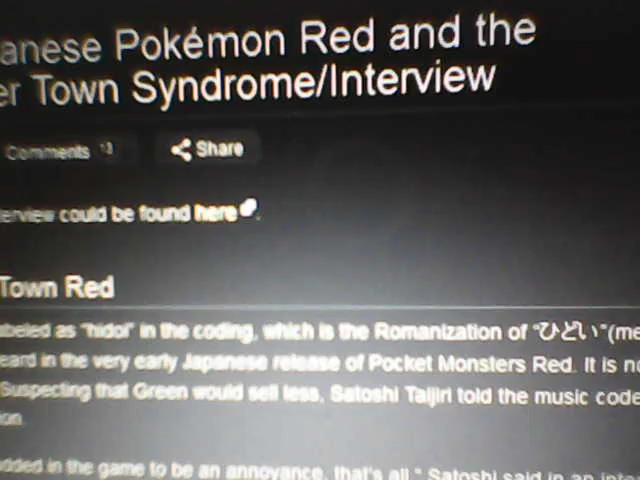 anese Pokémon Red and the
er Town Syndrome/Interview
Comments
Share
erview could be found here
Town Red
abeled as "hidoi" in the coding, which is the Romanization of "ひどい"(me
eard in the very early Japanese release of Pocket Monsters Red. It is no
Suspecting that Green would sell less, Satoshi Taijiri told the music code
ion.
added in the game to be an annoyance, that's all." Satoshi said in an inte